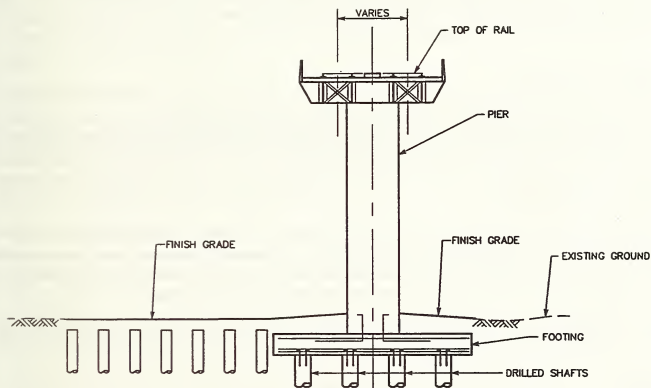 VARIES
TOP OF RAIL
PIER
FINISH GRADE
FINISH GRADE
EXISTING GROUND
FOOTING
DRILLED SHAFTS